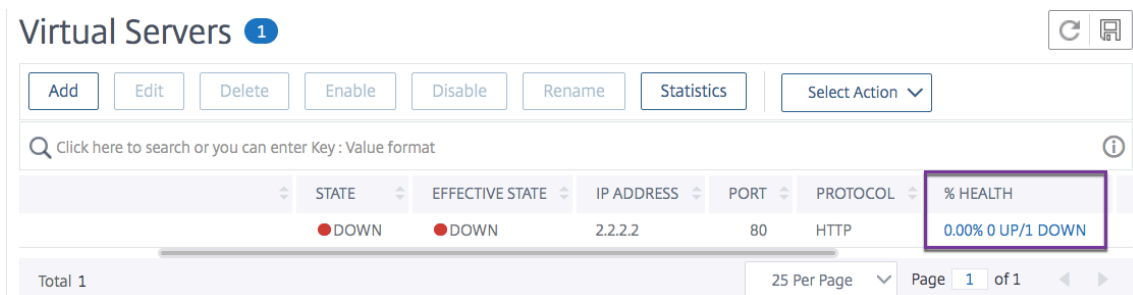 Virtual Servers 1
Add Edit Delete Enable Disable Rename Statistics Select Action
Click here to search or you can enter Key : Value format
STATE EFFECTIVE STATE IP ADDRESS PORT PROTOCOL % HEALTH
DOWN DOWN 2.2.2.2 80 HTTP 0.00% 0 UP/1 DOWN
Total 1 25 Per Page Page 1 of 1